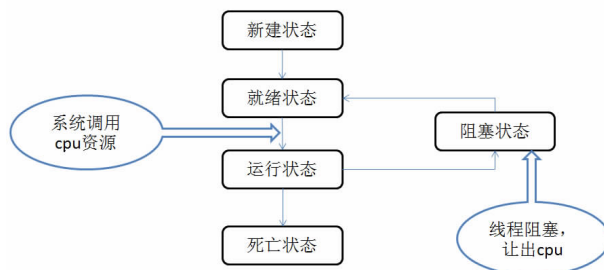 新建状态
就绪状态
系统调用
cpu资源
阻塞状态
运行状态
线程阻塞，
让出cpu
死亡状态